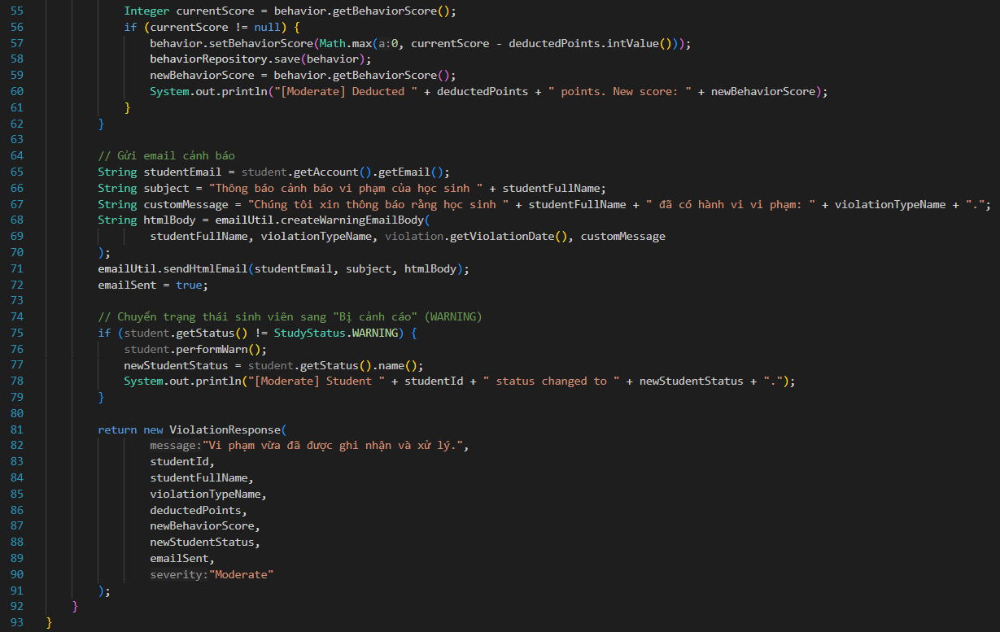 55 Integer currentScore = behavior.getBehaviorScore();
56 if (currentScore != null) {
57 behavior.setBehaviorScore(Math.max(a:0, currentScore - deductedPoints.intValue()));
58 behaviorRepository.save(behavior);
59 newBehaviorScore = behavior.getBehaviorScore();
60 System.out.println("[Moderate] Deducted " + deductedPoints + " points. New score: " + newBehaviorScore);
61 }
62 }
63
64 // Gửi email cảnh báo
65 String studentEmail = student.getAccount().getEmail();
66 String subject = "Thông báo cảnh báo vi phạm của học sinh " + studentFullName;
67 String customMessage = "Chúng tôi xin thông báo rằng học sinh " + studentFullName + " đã có hành vi vi phạm: " + violationTypeName + ".";
68 String htmlBody = emailUtil.createWarningEmailBody(
69 studentFullName, violationTypeName, violation.getViolationDate(), customMessage
70 );
71 emailUtil.sendHtmlEmail(studentEmail, subject, htmlBody);
72 emailSent = true;
73
74 // Chuyển trạng thái sinh viên sang "Bị cảnh cáo" (WARNING)
75 if (student.getStatus() != StudyStatus.WARNING) {
76 student.performWarn();
77 newStudentStatus = student.getStatus().name();
78 System.out.println("[Moderate] Student " + studentId + " status changed to " + newStudentStatus + ".");
79 }
80
81 return new ViolationResponse(
82 message:"Vi phạm vừa đã được ghi nhận và xử lý.",
83 studentId,
84 studentFullName,
85 violationTypeName,
86 deductedPoints,
87 newBehaviorScore,
88 newStudentStatus,
89 emailSent,
90 severity:"Moderate"
91 );
92 }
93 }